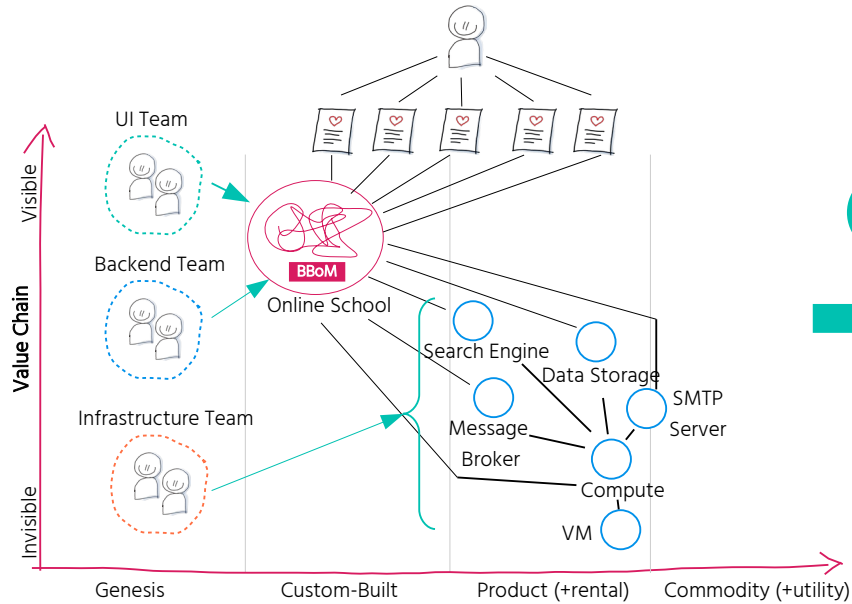 UI Team
Visible
Backend Team
BBoM
Online School
Value Chain
Search Engine
Data Storage
Infrastructure Team
Message
Broker
SMTP
Server
Compute
VM
Invisible
Genesis
Custom-Built
Product (+rental)
Commodity (+utility)